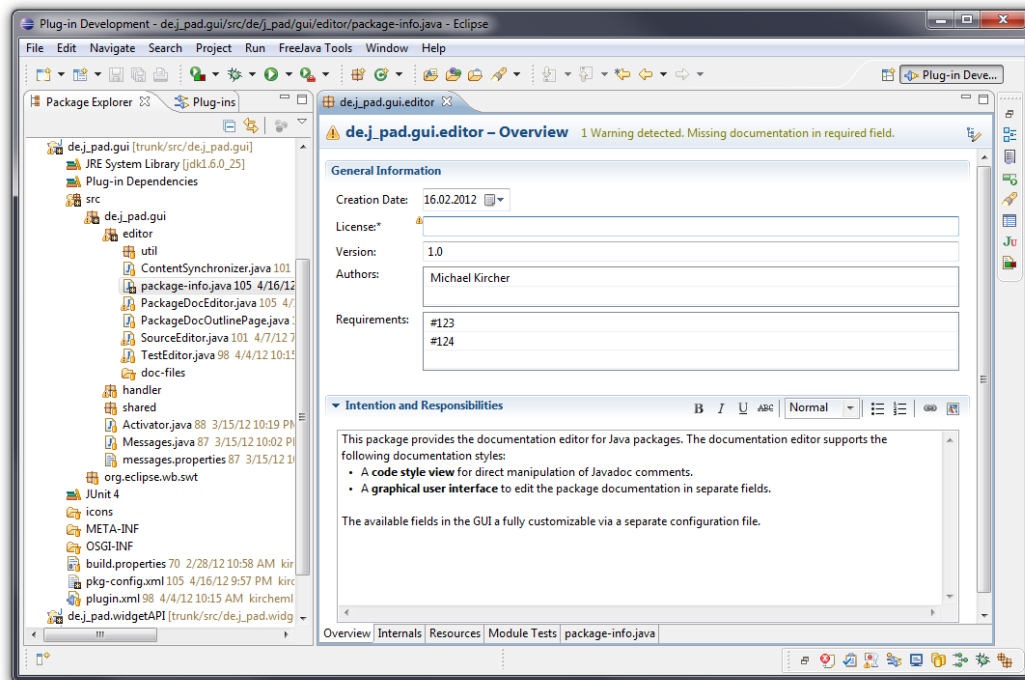 Plug-in Development - de.j_pad.gui/src/de/j_pad/gui/editor/package-info.java - Eclipse
File Edit Navigate Search Project Run FreeJava Tools Window Help
Plug-in Deve...
Package Explorer Plug-ins
de.j_pad.gui [trunk/src/de.j_pad.gui]
JRE System Library [jdk1.6.0_25]
Plug-in Dependencies
src
de.j_pad.gui
editor
util
ContentSynchronizer.java 101
package-info.java 105 4/16/12
PackageDocEditor.java 105 4/
PackageDocOutlinePage.java
SourceEditor.java 101 4/7/12 7
TestEditor.java 98 4/4/12 10:15
doc-files
handler
shared
Activator.java 88 3/15/12 10:19 PM
Messages.java 87 3/15/12 10:02 PM
messages.properties 87 3/15/12 1
org.eclipse.wb.swt
JUnit 4
icons
META-INF
OSGI-INF
build.properties 70 2/28/12 10:58 AM kir
pkg-config.xml 105 4/16/12 9:57 PM kirc
plugin.xml 98 4/4/12 10:15 AM kircheml
de.j_pad.widgetAPI [trunk/src/de.j_pad.widg
de.j_pad.gui.editor
de.j_pad.gui.editor – Overview 1 Warning detected. Missing documentation in required field.
General Information
Creation Date: 16.02.2012
License:*
Version: 1.0
Authors: Michael Kircher
Requirements: #123
#124
Intention and Responsibilities B I U ABC Normal
This package provides the documentation editor for Java packages. The documentation editor supports the
following documentation styles:
• A code style view for direct manipulation of Javadoc comments.
• A graphical user interface to edit the package documentation in separate fields.
The available fields in the GUI a fully customizable via a separate configuration file.
Overview Internals Resources Module Tests package-info.java
Ju